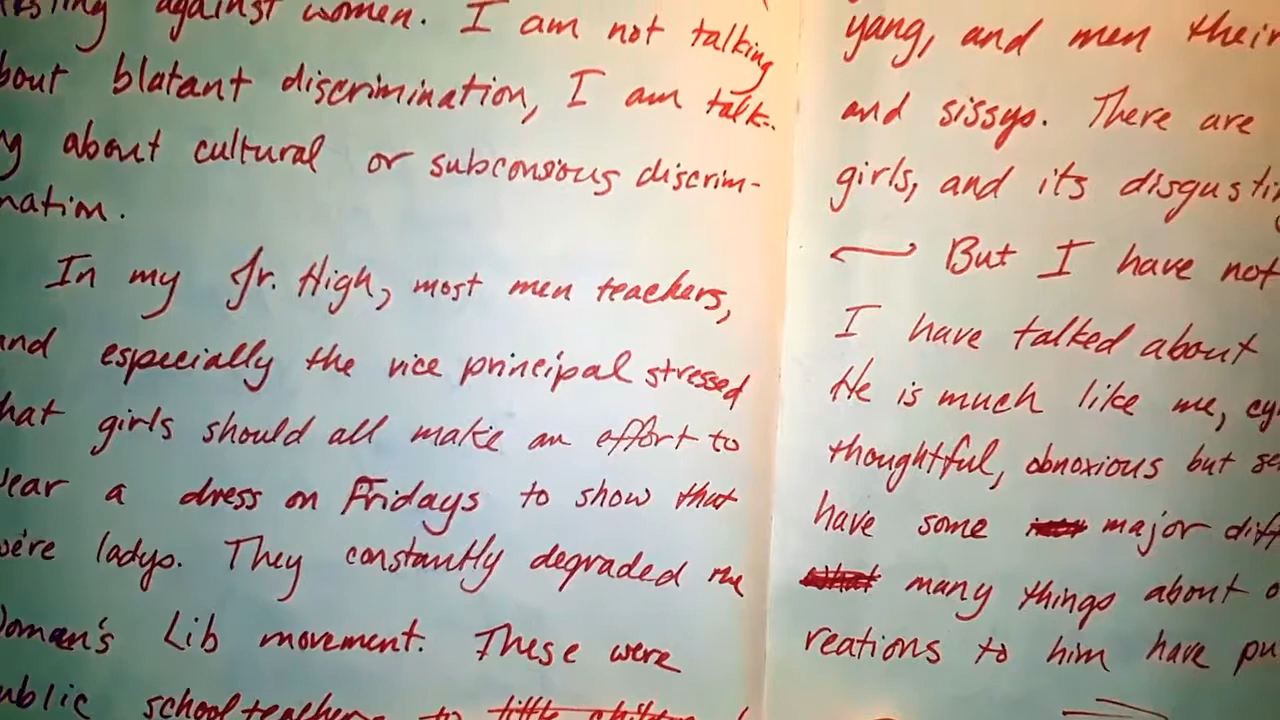 against women. I am not talking
bout blatant discrimination, I am talk-
y about cultural or subconsious discrim-
nation.
In my Jr. High, most men teachers,
and especially the vice principal stressed
hat girls should all make an effort to
ear a dress on Fridays to show that
we're ladys. They constantly degraded the
Woman's Lib movement. These were
ublic school teachers to little
yang, and men their
and sissys. There are
girls, and its disgusti
But I have not
I have talked about
He is much like me, cy
thoughtful, obnoxious but se
have some major diff
what many things about o
reations to him have pu